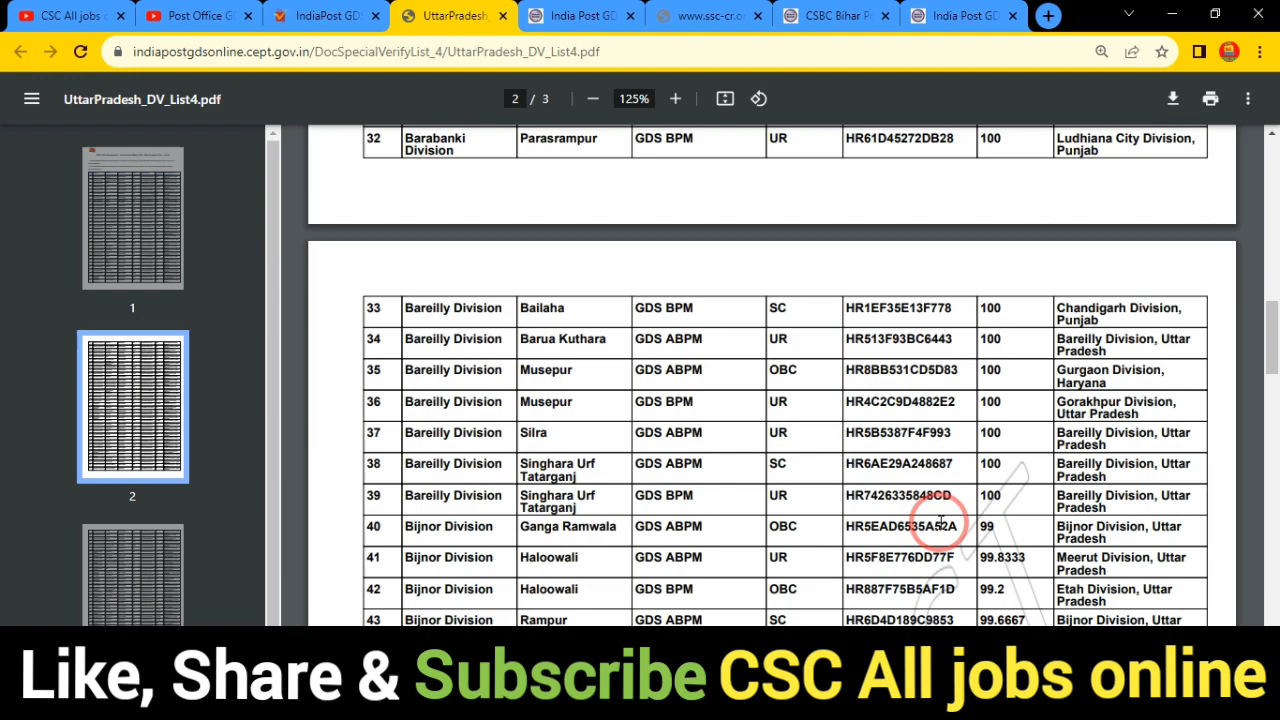 CSC All jobs o
Post Office G
IndiaPost GDS
UttarPradesh_
India Post GD
www.ssc-cr.o
CSBC Bihar P
India Post GD
indiapostgdsonline.cept.gov.in/DocSpecialVerifyList_4/UttarPradesh_DV_List4.pdf
UttarPradesh_DV_List4.pdf
2 / 3
125%
1
2
32 Barabanki Division Parasrampur GDS BPM UR HR61D45272DB28 100 Ludhiana City Division, Punjab
33 Bareilly Division Bailaha GDS BPM SC HR1EF35E13F778 100 Chandigarh Division, Punjab
34 Bareilly Division Barua Kuthara GDS ABPM UR HR513F93BC6443 100 Bareilly Division, Uttar Pradesh
35 Bareilly Division Musepur GDS ABPM OBC HR8BB531CD5D83 100 Gurgaon Division, Haryana
36 Bareilly Division Musepur GDS BPM UR HR4C2C9D4882E2 100 Gorakhpur Division, Uttar Pradesh
37 Bareilly Division Silra GDS ABPM UR HR5B5387F4F993 100 Bareilly Division, Uttar Pradesh
38 Bareilly Division Singhara Urf Tatarganj GDS ABPM SC HR6AE29A248687 100 Bareilly Division, Uttar Pradesh
39 Bareilly Division Singhara Urf Tatarganj GDS BPM UR HR7426335848CD 100 Bareilly Division, Uttar Pradesh
40 Bijnor Division Ganga Ramwala GDS ABPM OBC HR5EAD6535A52A 99 Bijnor Division, Uttar Pradesh
41 Bijnor Division Haloowali GDS ABPM UR HR5F8E776DD77F 99.8333 Meerut Division, Uttar Pradesh
42 Bijnor Division Haloowali GDS BPM OBC HR887F75B5AF1D 99.2 Etah Division, Uttar Pradesh
43 Bijnor Division Rampur GDS ABPM SC HR6D4D189C9853 99.6667 Bijnor Division, Uttar
Like, Share & Subscribe CSC All jobs online